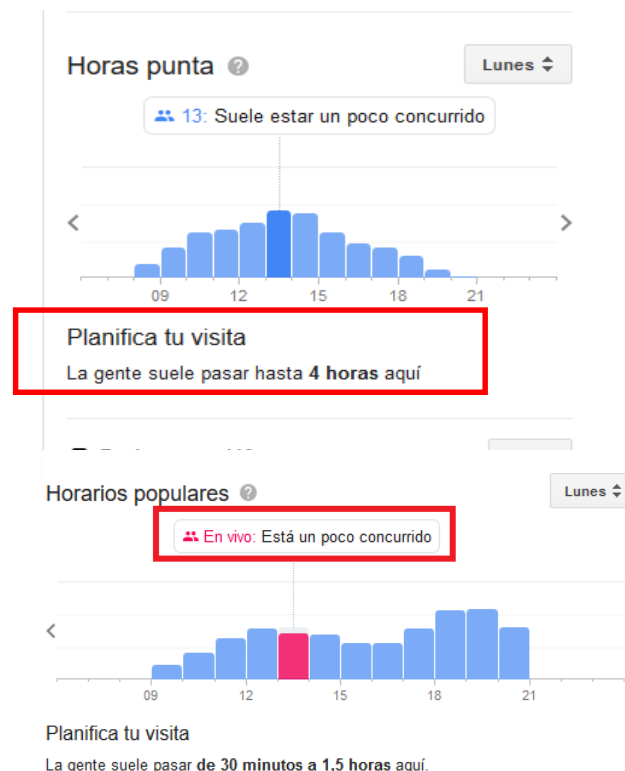 Horas punta ?
Lunes
13: Suele estar un poco concurrido
09 12 15 18 21
Planifica tu visita
La gente suele pasar hasta 4 horas aquí
Horarios populares ?
Lunes
En vivo: Está un poco concurrido
09 12 15 18 21
Planifica tu visita
La gente suele pasar de 30 minutos a 1,5 horas aquí.